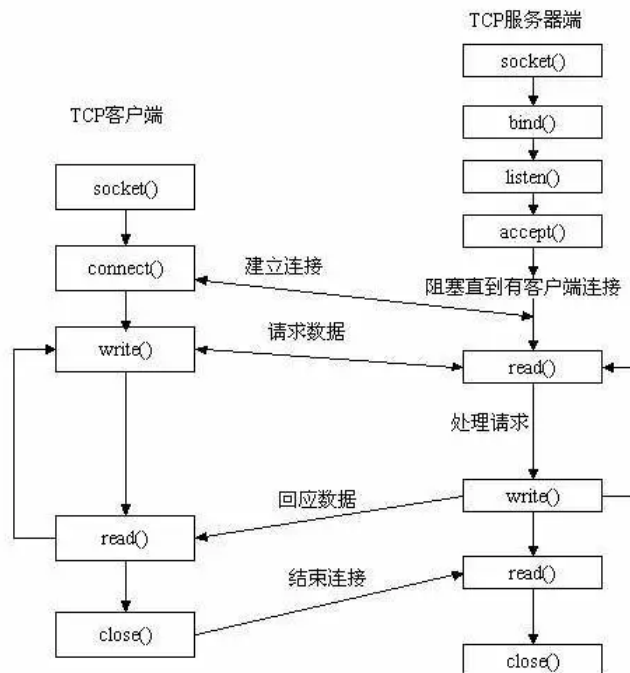 TCP服务器端
socket()
bind()
TCP客户端
listen()
socket()
accept()
connect()
建立连接
阻塞直到有客户端连接
请求数据
write()
read()
处理请求
回应数据
write()
read()
结束连接
read()
close()
close()